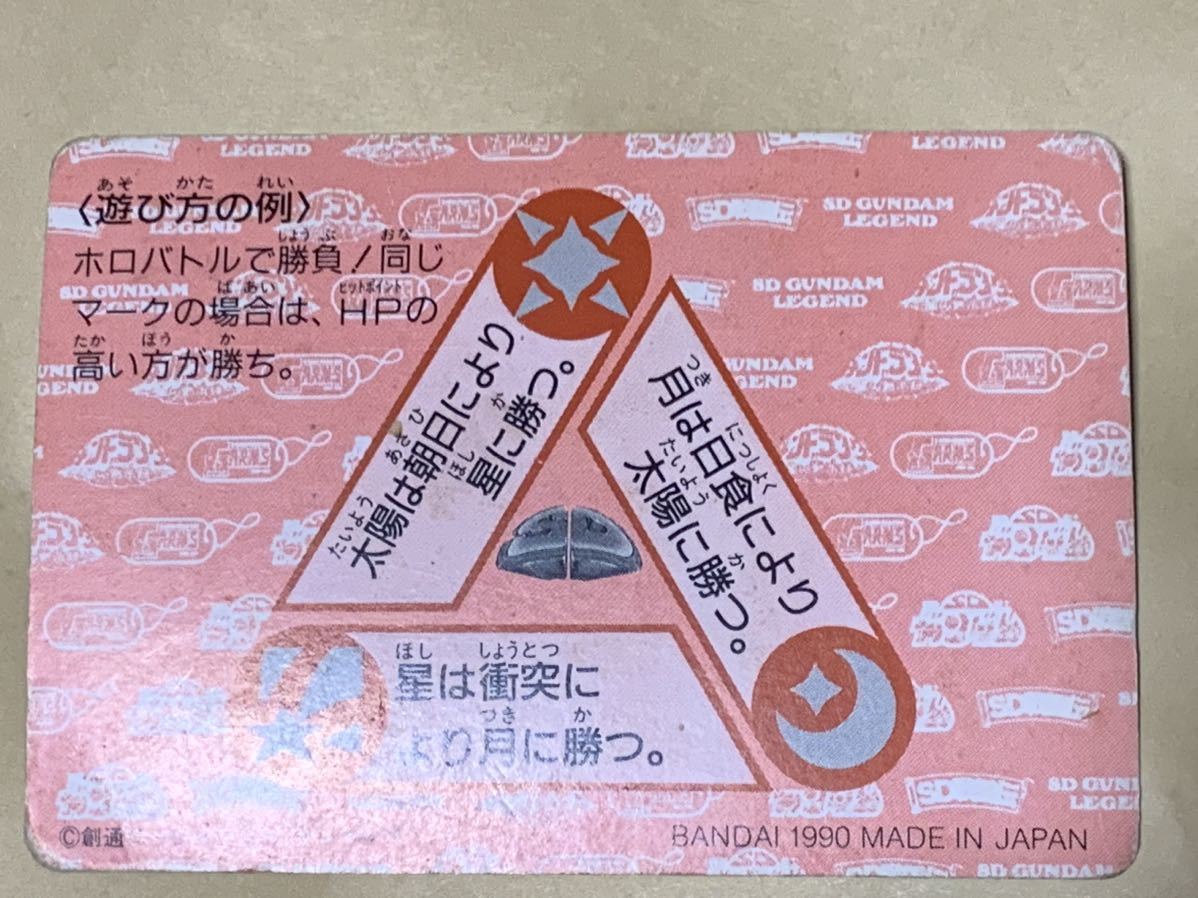 〈遊び方の例〉
ホロバトルで勝負!同じ
マークの場合は、HPの
高い方が勝ち。
太陽は朝日により
星に勝つ。
月は日食により
太陽に勝つ。
星は衝突に
より月に勝つ。
©創通
BANDAI 1990 MADE IN JAPAN
SD GUNDAM
LEGEND